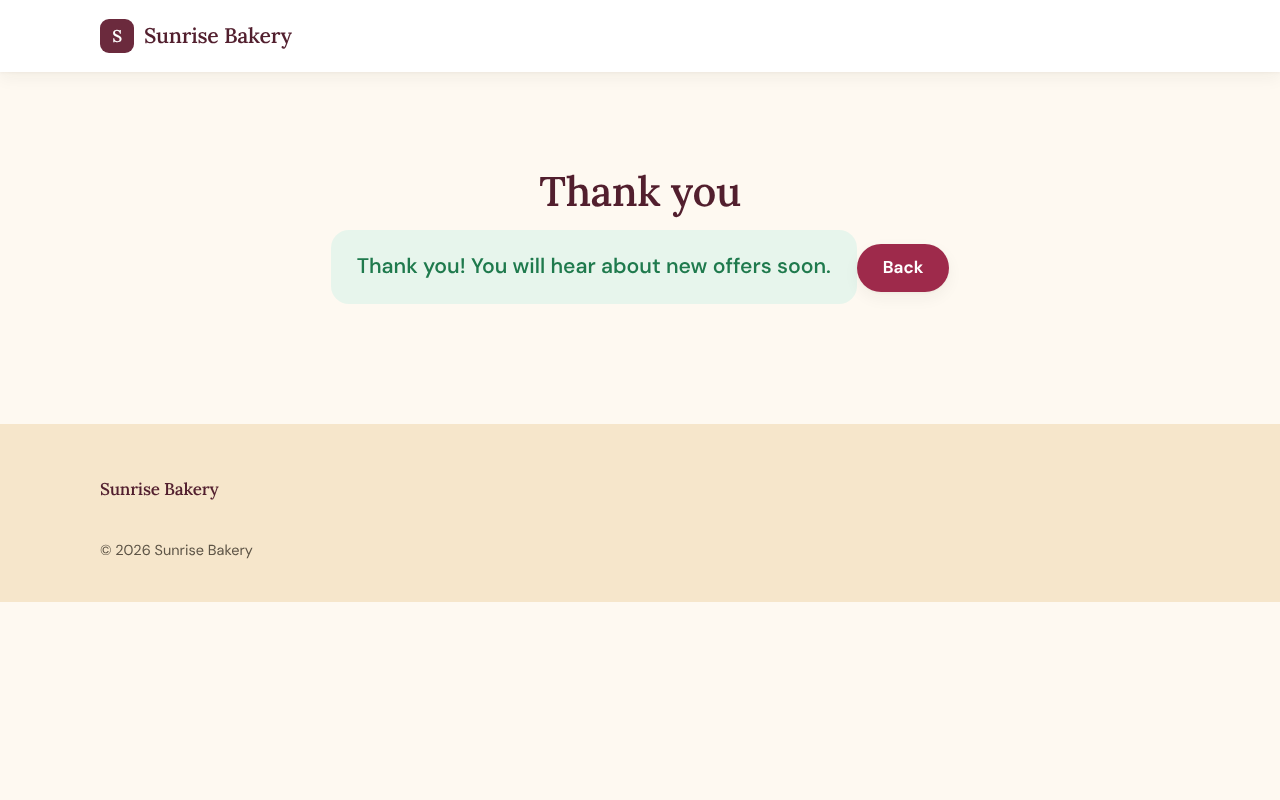 S Sunrise Bakery
Thank you
Thank you! You will hear about new offers soon. Back
Sunrise Bakery
© 2026 Sunrise Bakery